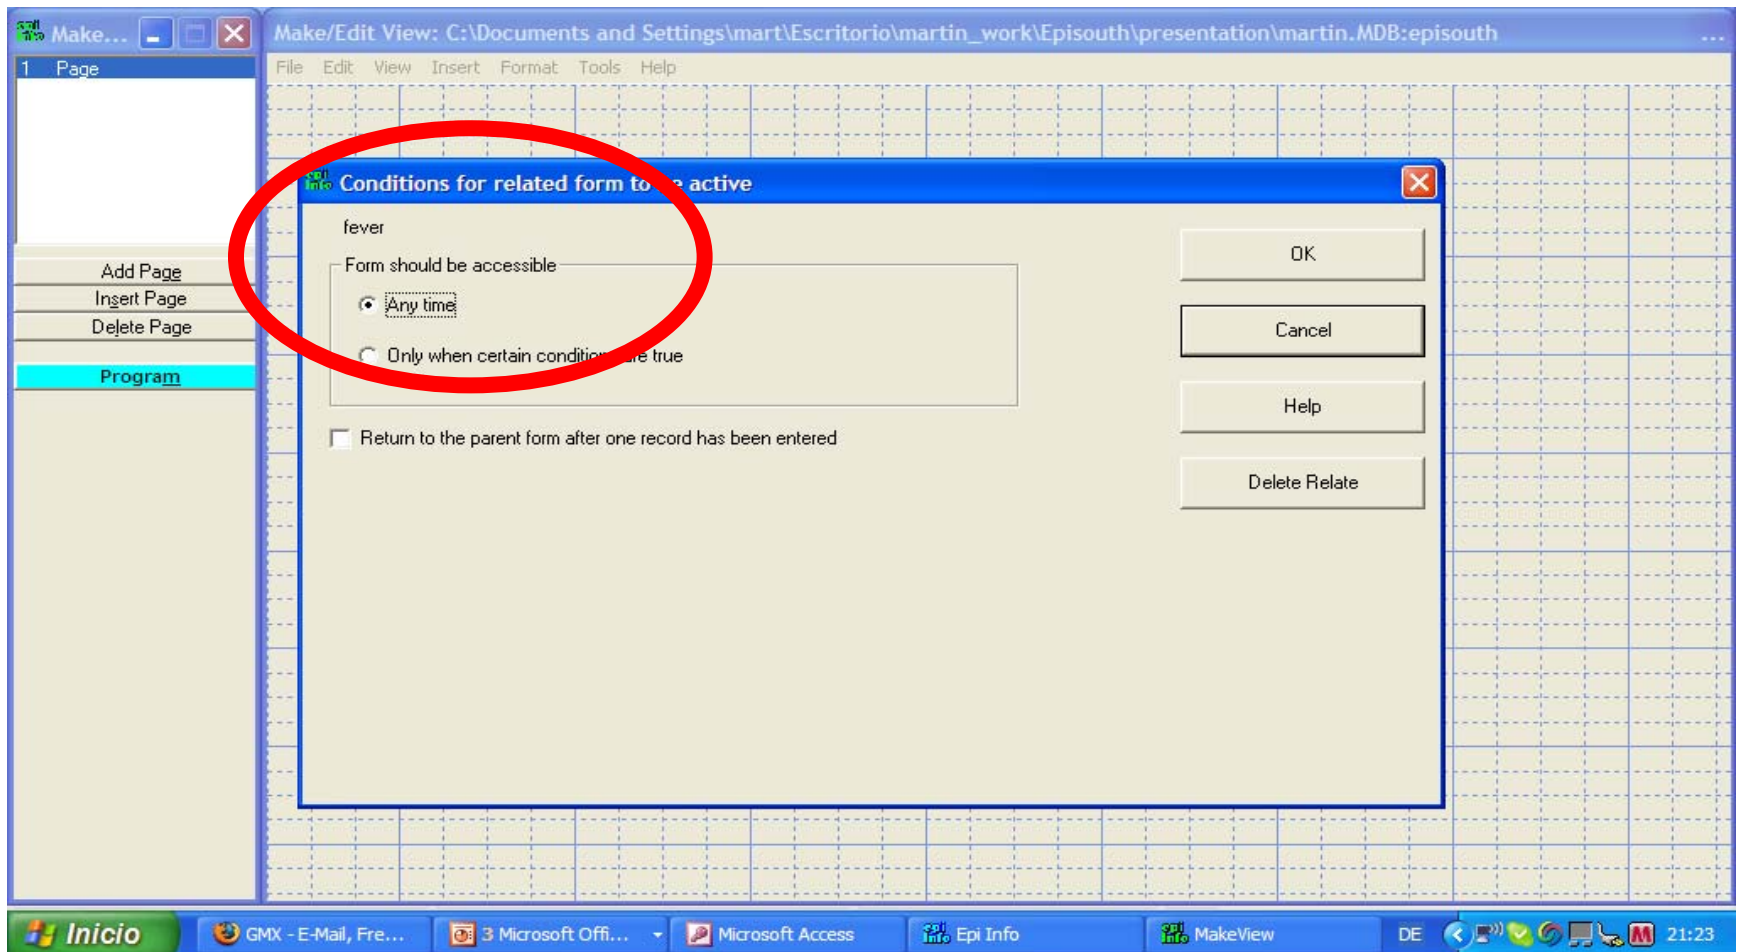 Make...
1 Page
Add Page
Insert Page
Delete Page
Program
Make/Edit View: C:\Documents and Settings\mart\Escritorio\martin_work\Episouth\presentation\martin.MDB:episouth ...
File Edit View Insert Format Tools Help
Conditions for related form to be active
fever
Form should be accessible
Any time
Only when certain conditions are true
Return to the parent form after one record has been entered
OK
Cancel
Help
Delete Relate
Inicio
GMX - E-Mail, Fre...
3 Microsoft Offi...
Microsoft Access
Epi Info
MakeView
DE
21:23